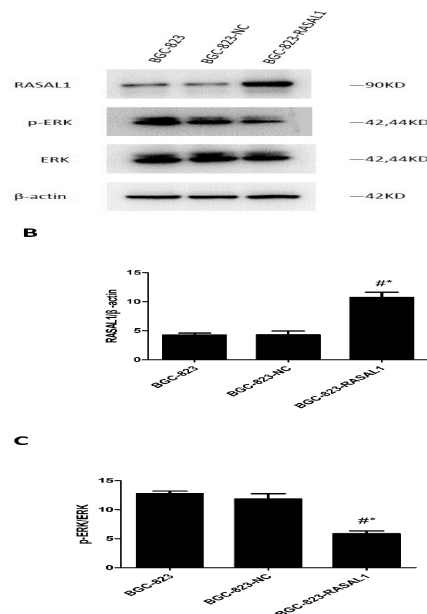 BGC-823 BGC-823-NC BGC-823-RASAL1
RASAL1 —90KD
p-ERK —42,44KD
ERK —42,44KD
β-actin —42KD
B
RASAL1/β-actin
15
10
5
0
#*
BGC-823 BGC-823-NC BGC-823-RASAL1
C
p-ERK/ERK
15
10
5
0
#*
BGC-823 BGC-823-NC BGC-823-RASAL1